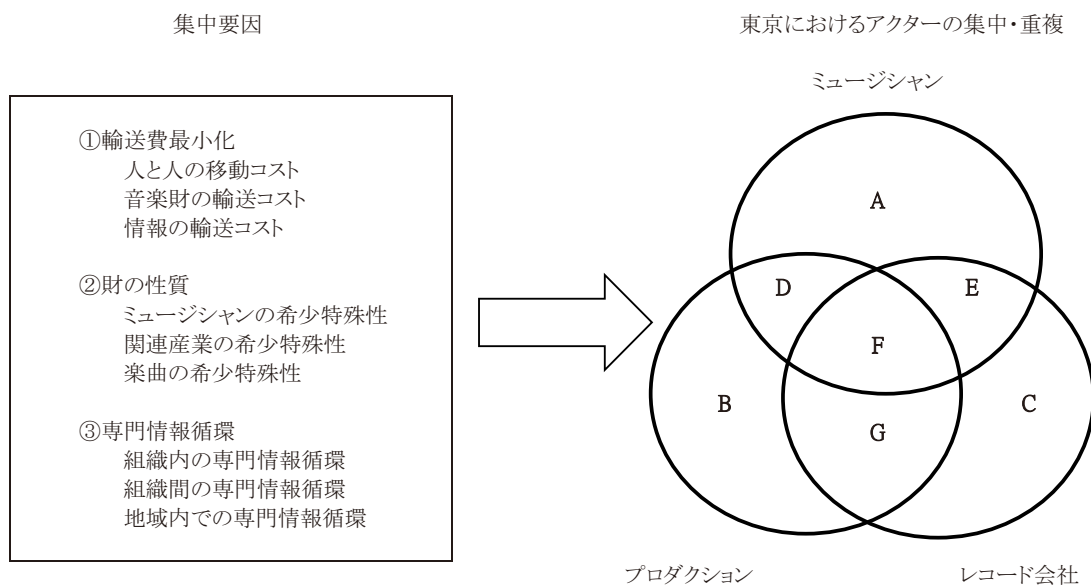 集中要因
①輸送費最小化
人と人の移動コスト
音楽財の輸送コスト
情報の輸送コスト
②財の性質
ミュージシャンの希少特殊性
関連産業の希少特殊性
楽曲の希少特殊性
③専門情報循環
組織内の専門情報循環
組織間の専門情報循環
地域内での専門情報循環
東京におけるアクターの集中・重複
ミュージシャン
A
D
E
F
B
C
G
プロダクション
レコード会社